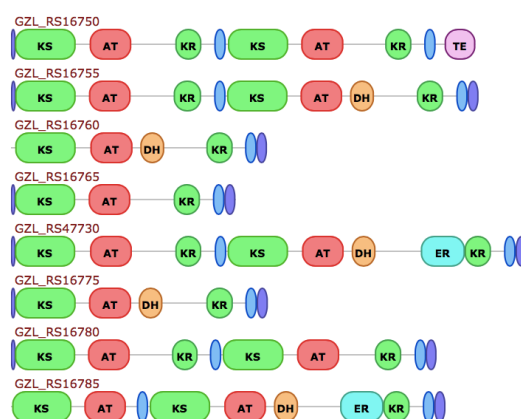 GZL_RS16750
KS AT KR KS AT KR TE
GZL_RS16755
KS AT KR KS AT DH KR
GZL_RS16760
KS AT DH KR
GZL_RS16765
KS AT KR
GZL_RS47730
KS AT KR KS AT DH ER KR
GZL_RS16775
KS AT DH KR
GZL_RS16780
KS AT KR KS AT KR
GZL_RS16785
KS AT KS AT DH ER KR